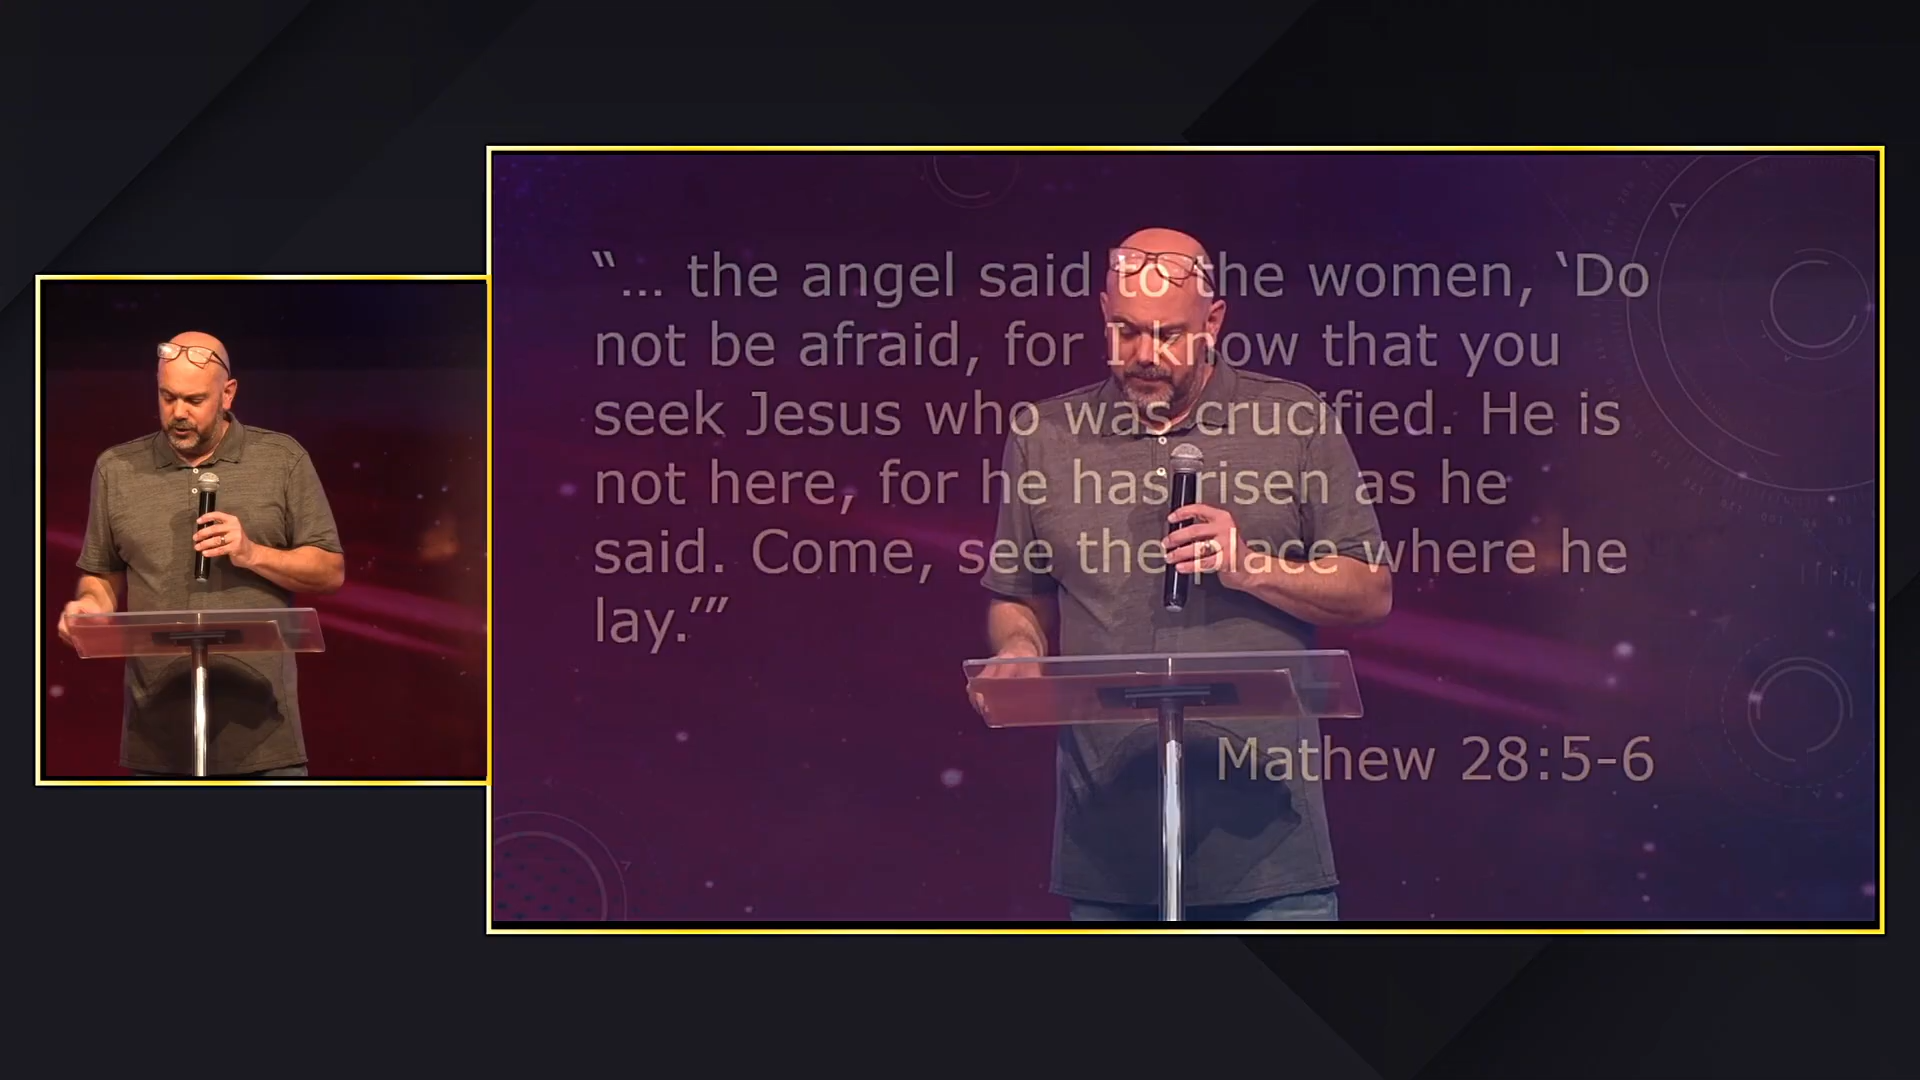 “... the angel said to the women, ‘Do
not be afraid, for I know that you
seek Jesus who was crucified. He is
not here, for he has risen as he
said. Come, see the place where he
lay.’”
Mathew 28:5-6